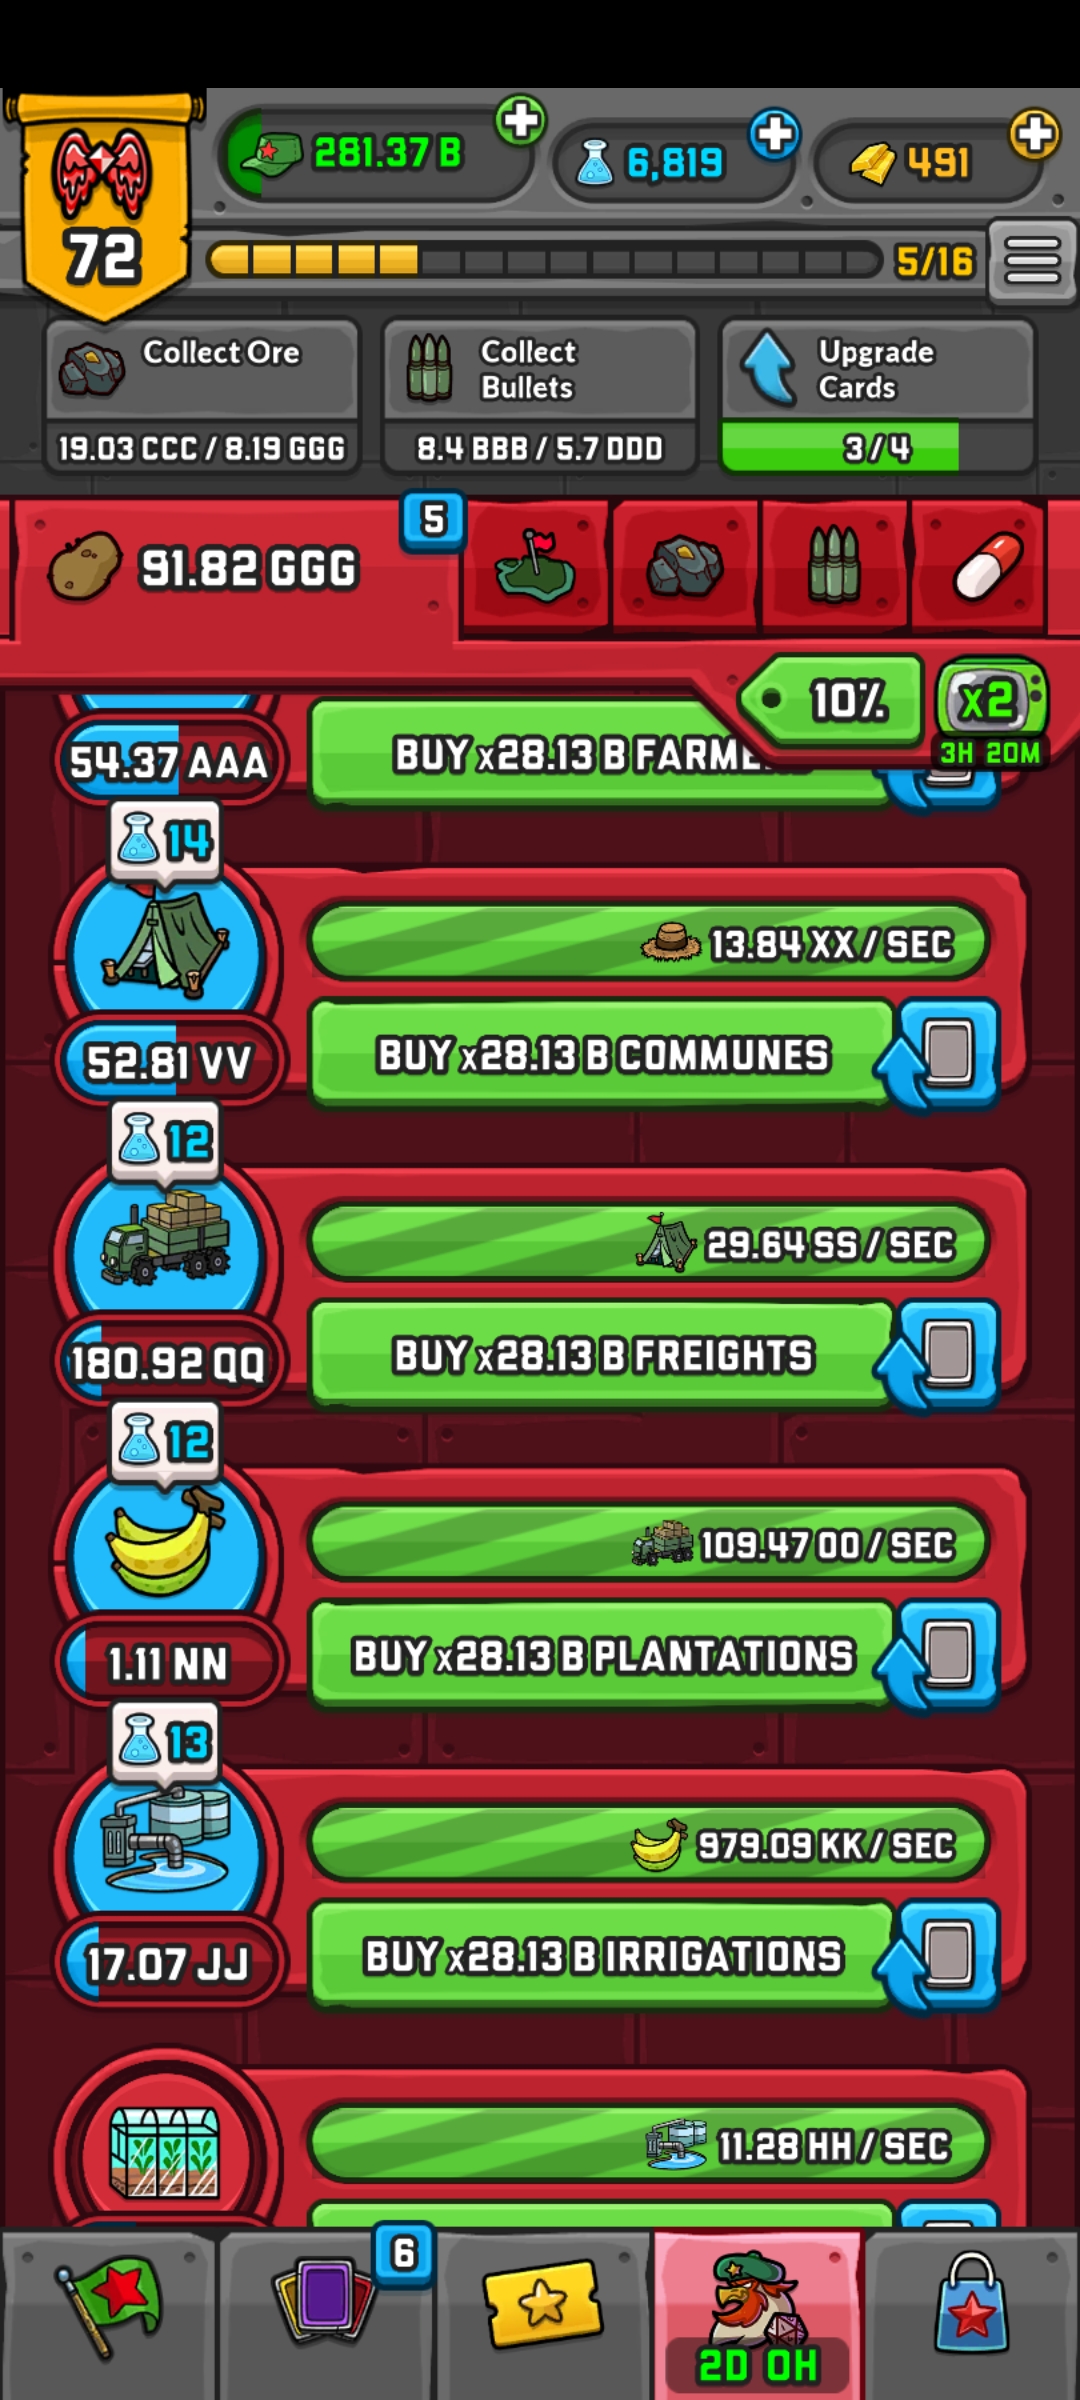 281.37 B
6,819
491
72
5/16
Collect Ore
19.03 CCC / 8.19 GGG
Collect
Bullets
8.4 BBB / 5.7 DDD
Upgrade
Cards
3 / 4
91.82 GGG
5
10%
x2
3H 20M
54.37 AAA
BUY x28.13 B
14
13.84 XX / SEC
52.81 VV
BUY x28.13 B COMMUNES
12
29.64 SS / SEC
180.92 QQ
BUY x28.13 B FREIGHTS
12
109.47 OO / SEC
1.11 NN
BUY x28.13 B PLANTATIONS
13
979.09 KK / SEC
17.07 JJ
BUY x28.13 B IRRIGATIONS
11.28 HH / SEC
6
2D 0H